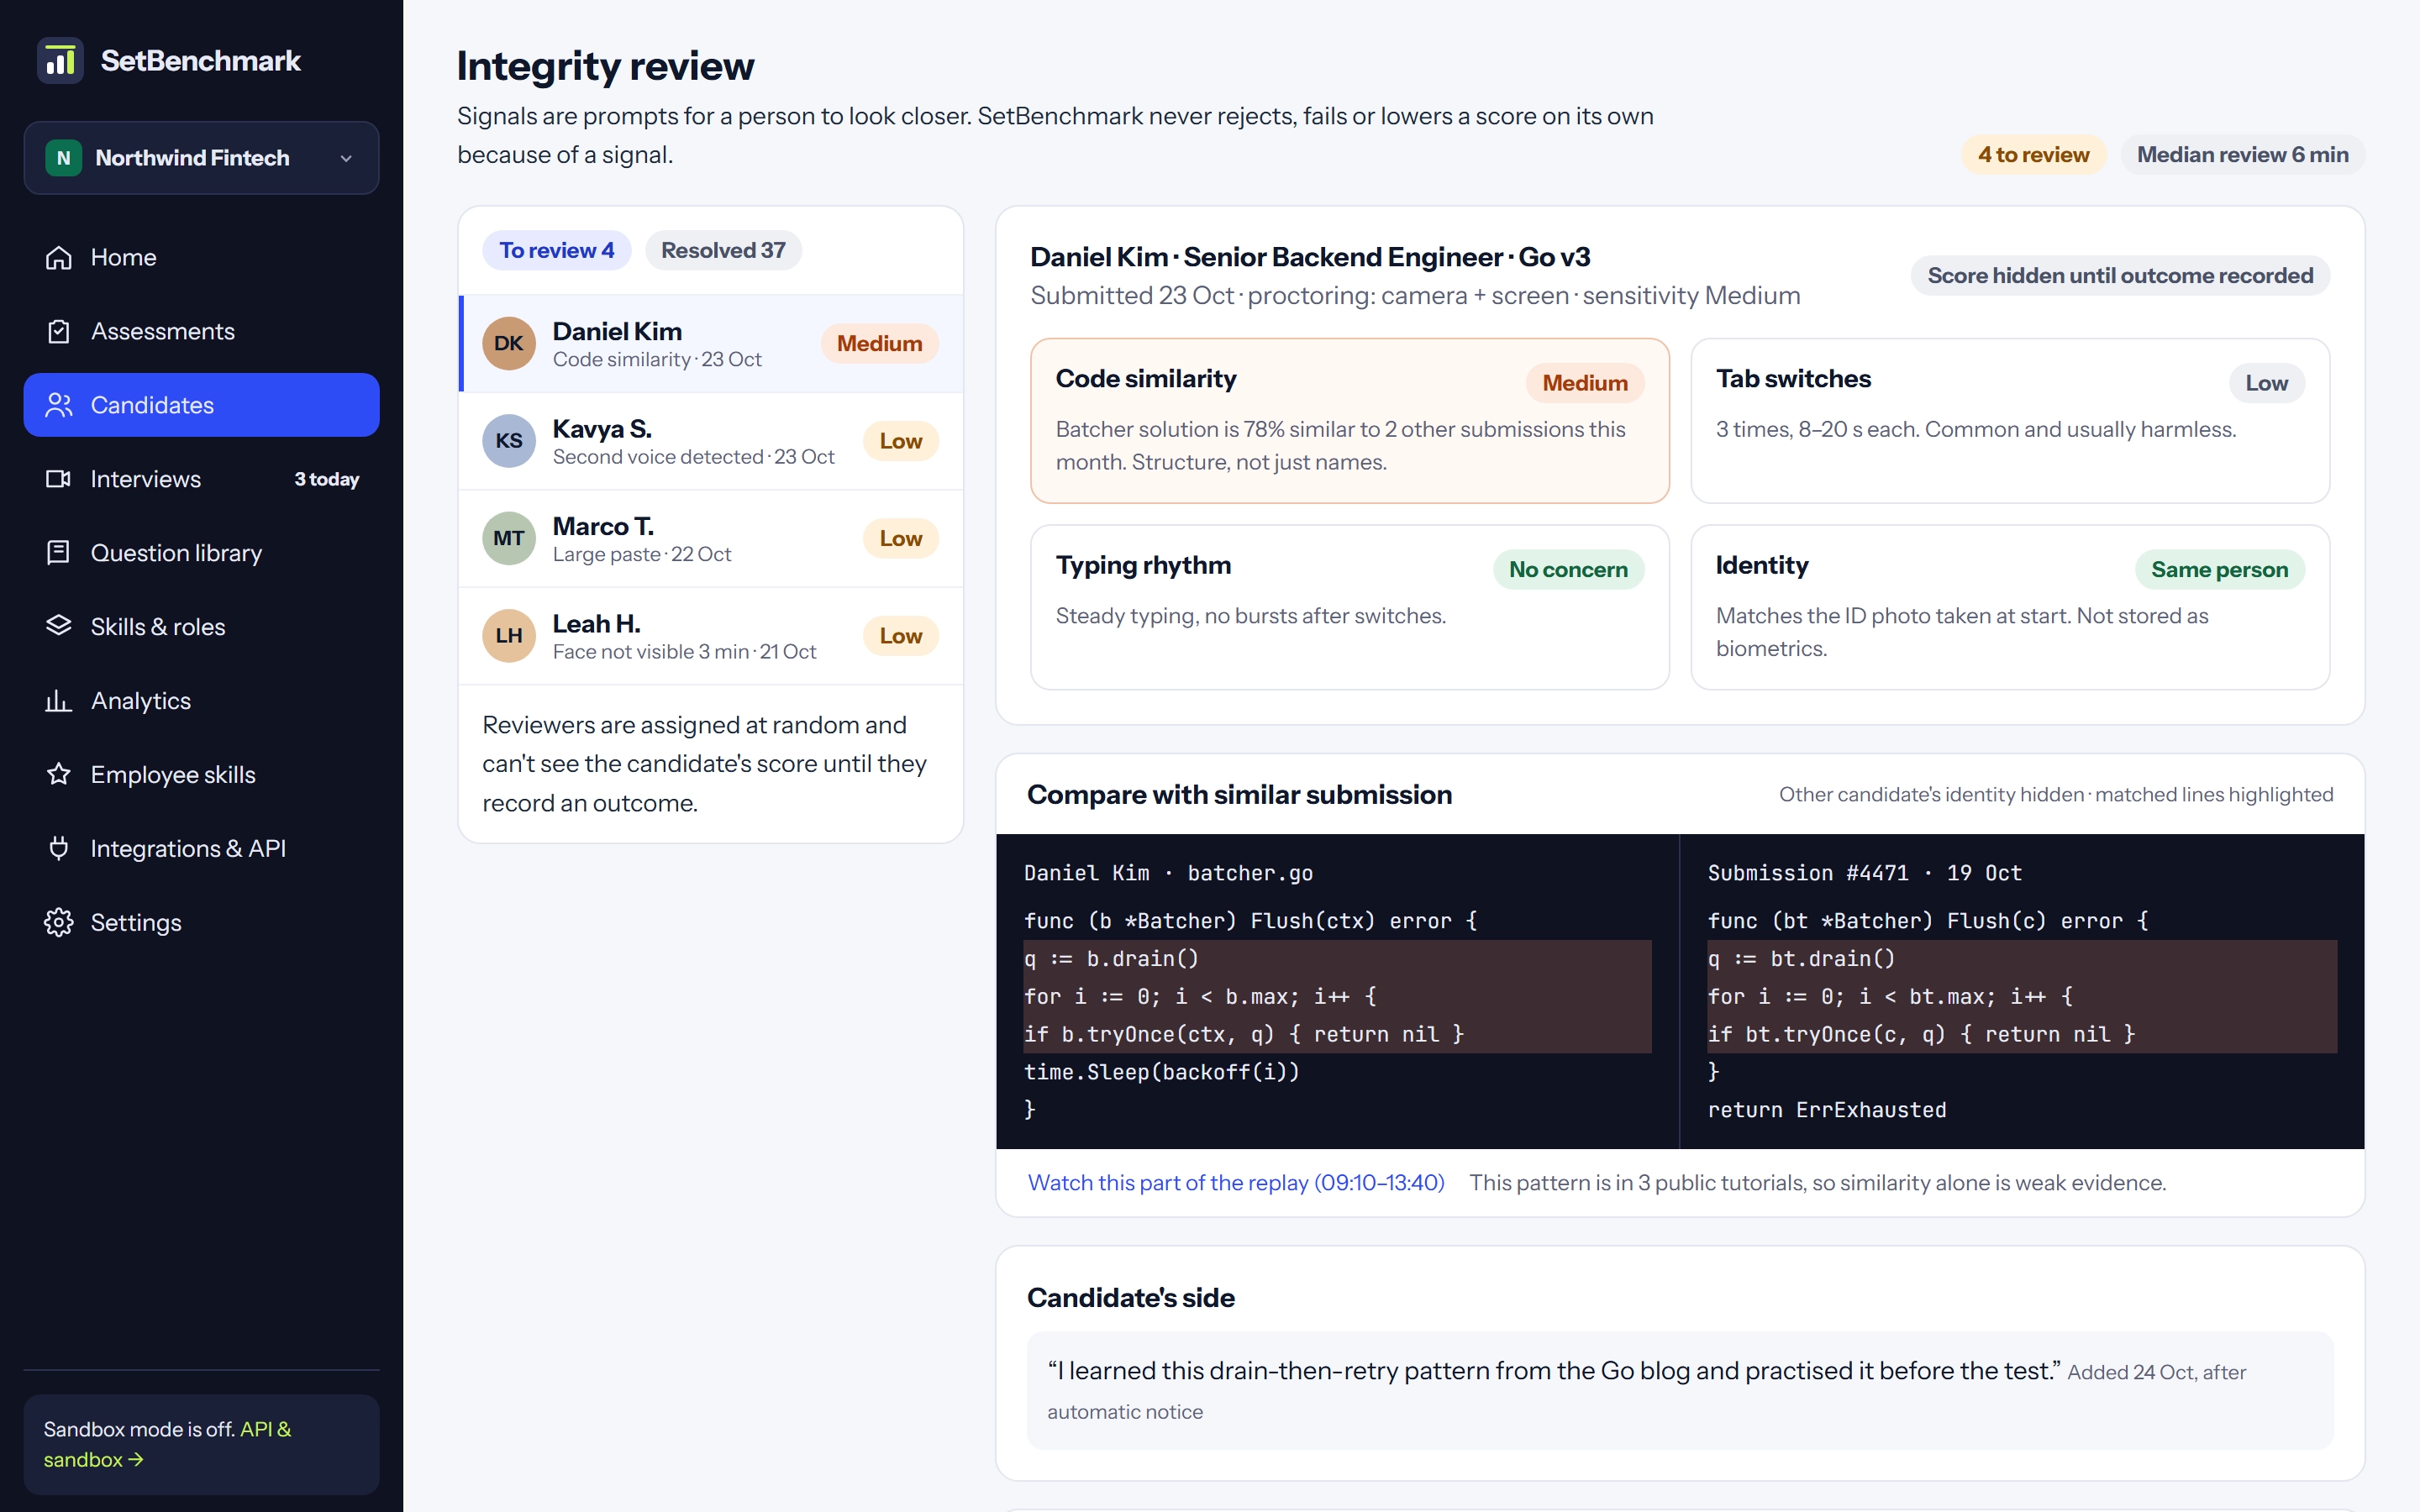 SetBenchmark
N Northwind Fintech
Home
Assessments
Candidates
Interviews 3 today
Question library
Skills & roles
Analytics
Employee skills
Integrations & API
Settings
Sandbox mode is off. API &
sandbox →
Integrity review
Signals are prompts for a person to look closer. SetBenchmark never rejects, fails or lowers a score on its own
because of a signal.
4 to review Median review 6 min
To review 4 Resolved 37
DK Daniel Kim Medium
Code similarity · 23 Oct
KS Kavya S. Low
Second voice detected · 23 Oct
MT Marco T. Low
Large paste · 22 Oct
LH Leah H. Low
Face not visible 3 min · 21 Oct
Reviewers are assigned at random and
can't see the candidate's score until they
record an outcome.
Daniel Kim · Senior Backend Engineer · Go v3
Submitted 23 Oct · proctoring: camera + screen · sensitivity Medium
Score hidden until outcome recorded
Code similarity Medium
Batcher solution is 78% similar to 2 other submissions this
month. Structure, not just names.
Tab switches Low
3 times, 8–20 s each. Common and usually harmless.
Typing rhythm No concern
Steady typing, no bursts after switches.
Identity Same person
Matches the ID photo taken at start. Not stored as
biometrics.
Compare with similar submission
Other candidate's identity hidden · matched lines highlighted
Daniel Kim · batcher.go
func (b *Batcher) Flush(ctx) error {
q := b.drain()
for i := 0; i < b.max; i++ {
if b.tryOnce(ctx, q) { return nil }
time.Sleep(backoff(i))
}
Submission #4471 · 19 Oct
func (bt *Batcher) Flush(c) error {
q := bt.drain()
for i := 0; i < bt.max; i++ {
if bt.tryOnce(c, q) { return nil }
}
return ErrExhausted
Watch this part of the replay (09:10–13:40) This pattern is in 3 public tutorials, so similarity alone is weak evidence.
Candidate's side
“I learned this drain-then-retry pattern from the Go blog and practised it before the test.” Added 24 Oct, after
automatic notice